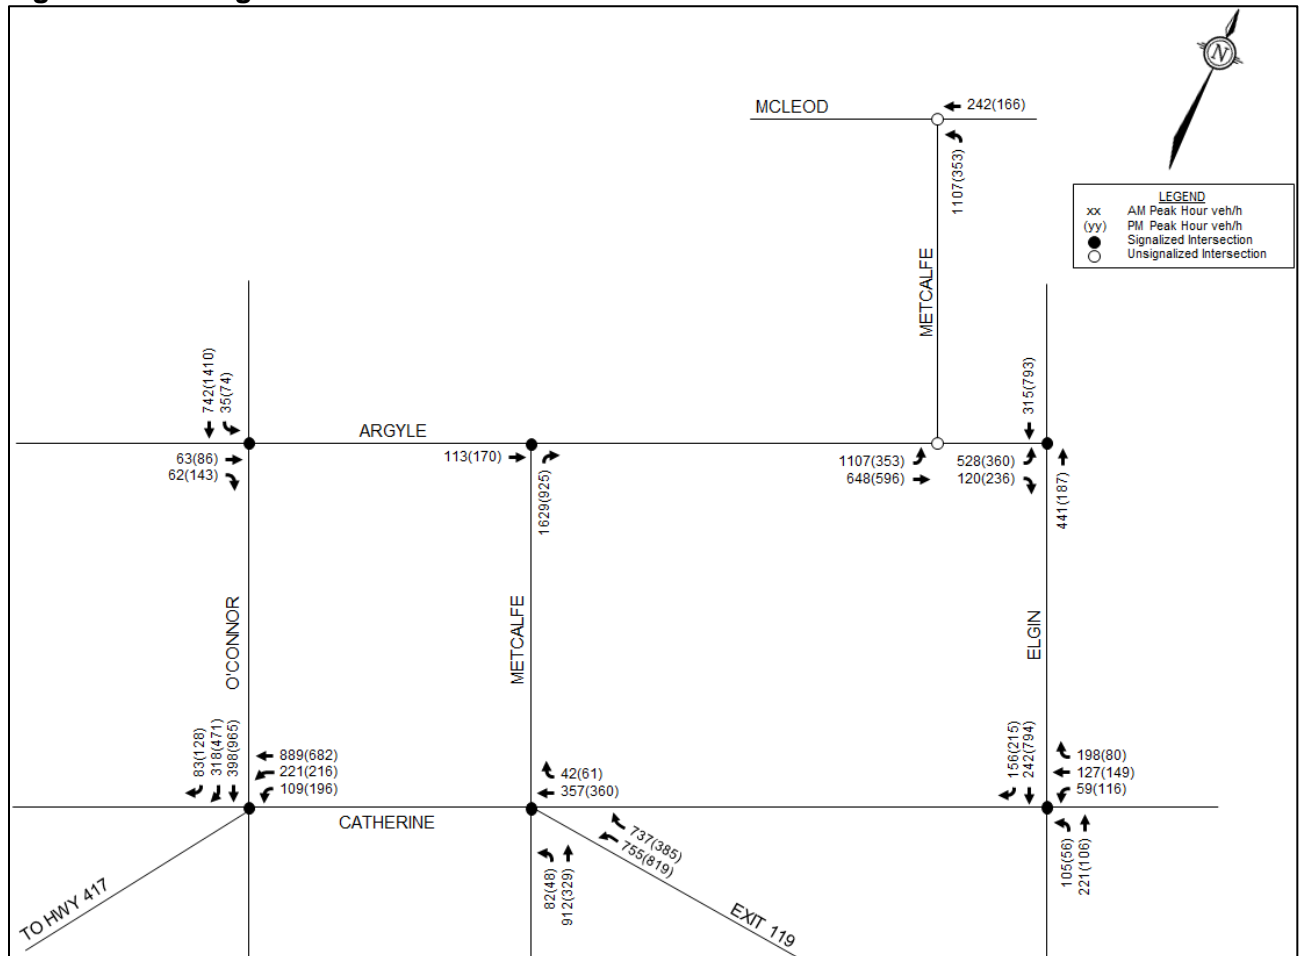 N
MCLEOD
242(166)
1107(353)
METCALFE
LEGEND
xx AM Peak Hour veh/h
(yy) PM Peak Hour veh/h
Signalized Intersection
Unsignalized Intersection
742(1410)
35(74)
315(793)
ARGYLE
63(86)
62(143)
113(170)
1629(925)
1107(353)
648(596)
528(360)
120(236)
441(187)
O'CONNOR
METCALFE
ELGIN
83(128)
318(471)
398(965)
889(682)
221(216)
109(196)
42(61)
357(360)
156(215)
242(794)
198(80)
127(149)
59(116)
CATHERINE
737(385)
755(819)
82(48)
912(329)
105(56)
221(106)
TO HWY 417
EXIT 119